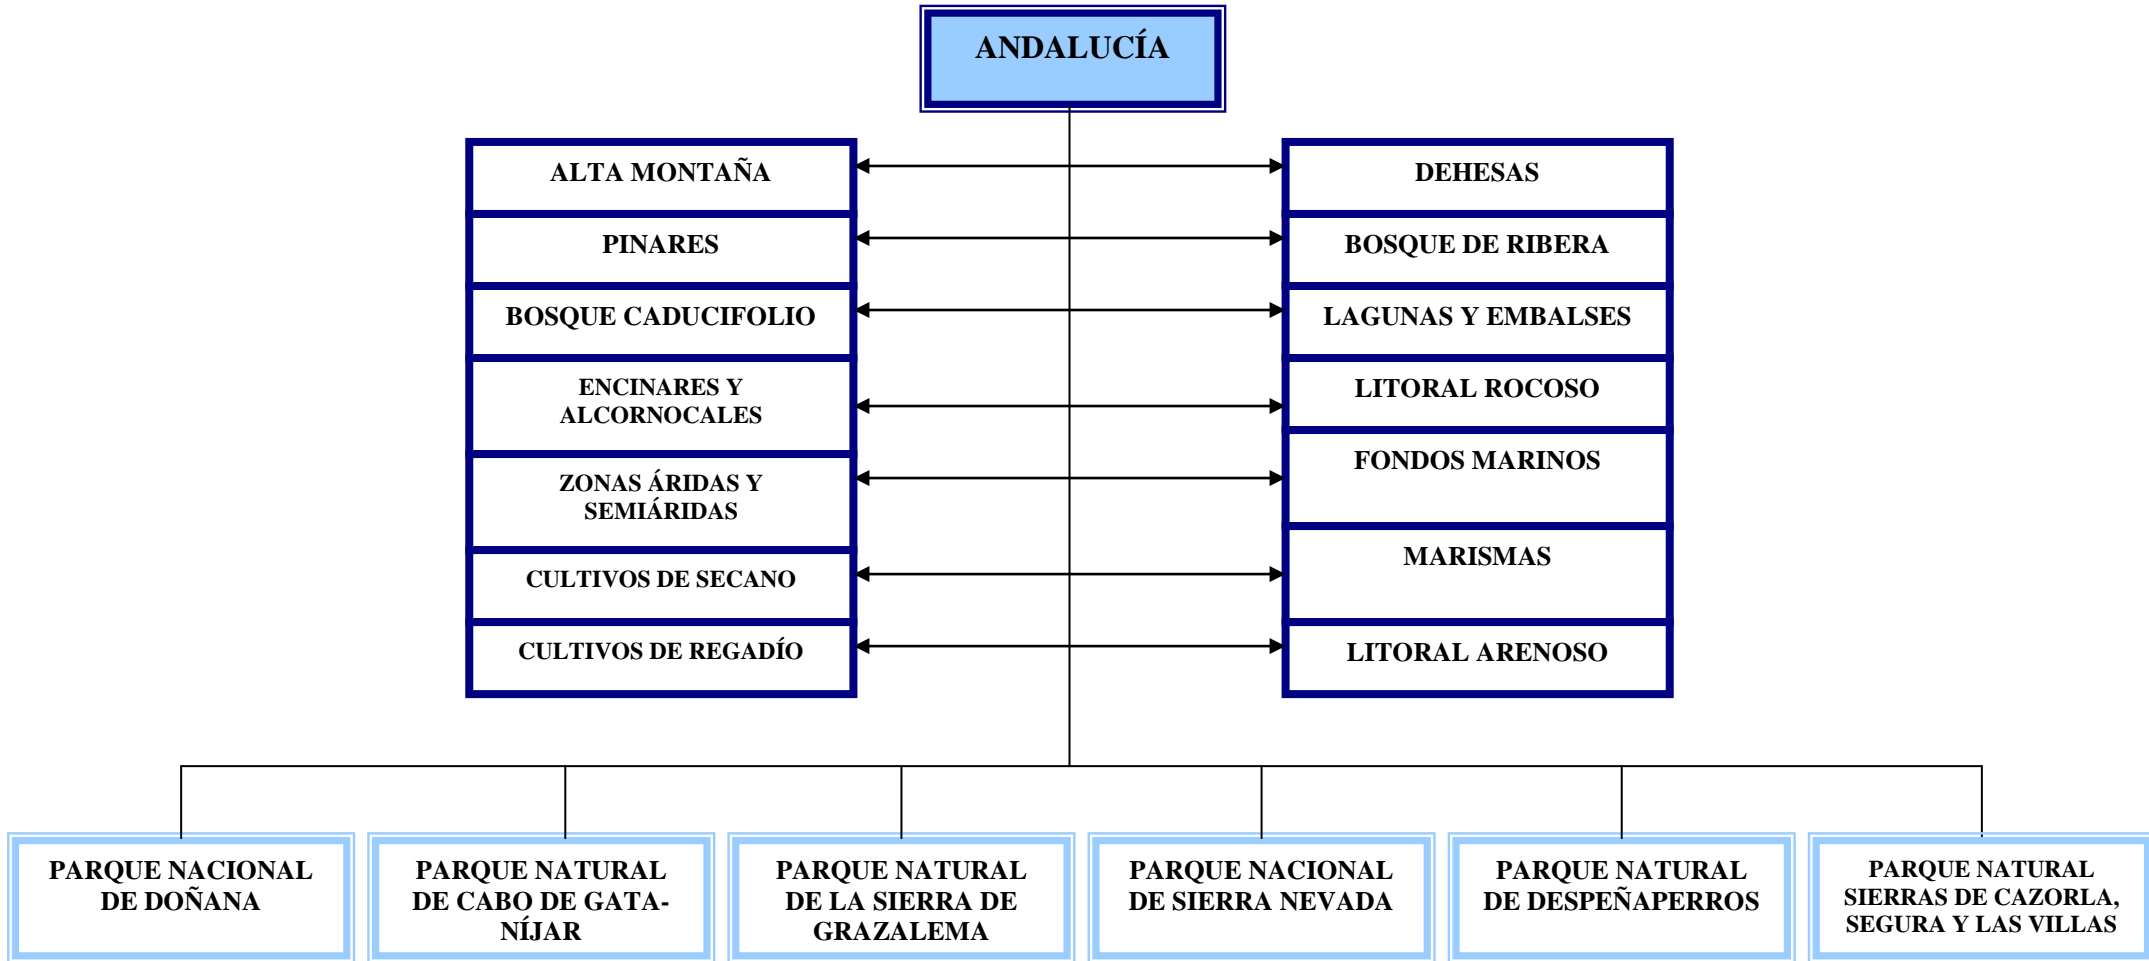 ANDALUCÍA
ALTA MONTAÑA
DEHESAS
PINARES
BOSQUE DE RIBERA
BOSQUE CADUCIFOLIO
LAGUNAS Y EMBALSES
ENCINARES Y
ALCORNOCALES
LITORAL ROCOSO
ZONAS ÁRIDAS Y
SEMIÁRIDAS
FONDOS MARINOS
CULTIVOS DE SECANO
MARISMAS
CULTIVOS DE REGADÍO
LITORAL ARENOSO
PARQUE NACIONAL
DE DOÑANA
PARQUE NATURAL
DE CABO DE GATA-
NÍJAR
PARQUE NATURAL
DE LA SIERRA DE
GRAZALEMA
PARQUE NACIONAL
DE SIERRA NEVADA
PARQUE NATURAL
DE DESPEÑAPERROS
PARQUE NATURAL
SIERRAS DE CAZORLA,
SEGURA Y LAS VILLAS